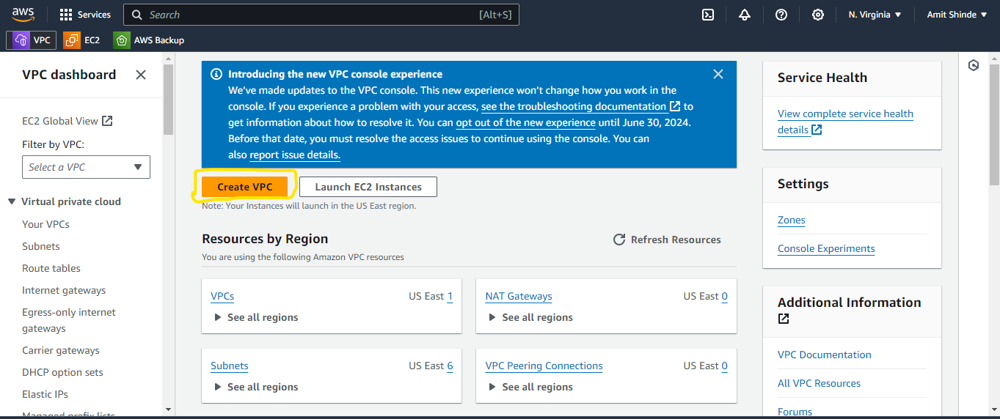 aws
Services
Search
[Alt+S]
N. Virginia
Amit Shinde
VPC
EC2
AWS Backup
VPC dashboard
EC2 Global View
Filter by VPC:
Select a VPC
Virtual private cloud
Your VPCs
Subnets
Route tables
Internet gateways
Egress-only internet
gateways
Carrier gateways
DHCP option sets
Elastic IPs
Managed prefix lists
Introducing the new VPC console experience
We've made updates to the VPC console. This new experience won't change how you work in the
console. If you experience a problem with your access, see the troubleshooting documentation to
get information about how to resolve it. You can opt out of the new experience until June 30, 2024.
Before that date, you must resolve the access issues to continue using the console. You can
also report issue details.
Create VPC
Launch EC2 Instances
Note: Your Instances will launch in the US East region.
Resources by Region
Refresh Resources
You are using the following Amazon VPC resources
VPCs
US East 1
See all regions
NAT Gateways
US East 0
See all regions
Subnets
US East 6
See all regions
VPC Peering Connections
US East 0
See all regions
Service Health
View complete service health
details
Settings
Zones
Console Experiments
Additional Information
VPC Documentation
All VPC Resources
Forums